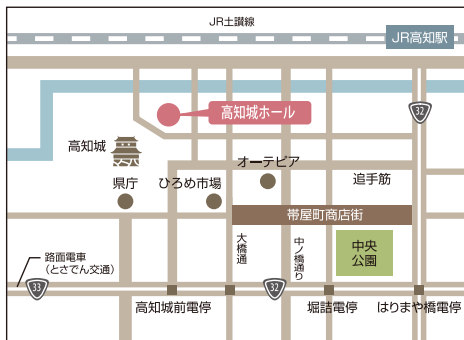 JR土讃線
JR高知駅
高知城ホール
32
高知城
オーテピア
県庁
ひろめ市場
追手筋
帯屋町商店街
大橋通
中ノ橋通り
中央
公園
路面電車
(とさでん交通)
33
32
高知城前電停
堀詰電停
はりまや橋電停